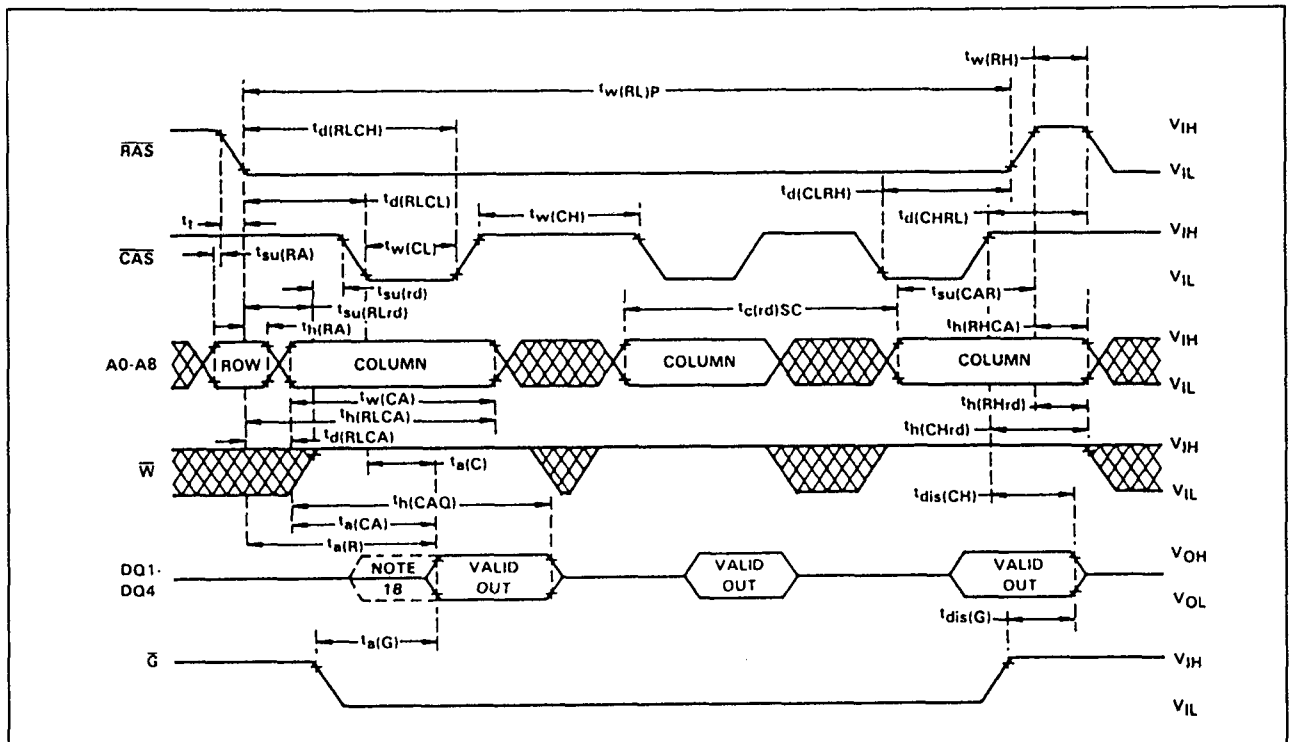 tw(RH)
tw(RL)P
td(RLCH)
VIH
RAS
VIL
td(CLRH)
td(RLCL)
tw(CH)
td(CHRL)
tt
VIH
tw(CL)
CAS
tsu(RA)
VIL
tsu(rd)
tsu(CAR)
tsu(RLrd)
tc(rd)SC
th(RA)
th(RHCA)
VIH
A0-A8
ROW
COLUMN
COLUMN
COLUMN
VIL
tw(CA)
th(RHrd)
th(RLCA)
th(CHrd)
td(RLCA)
VIH
W
ta(C)
VIL
th(CAQ)
tdis(CH)
ta(CA)
ta(R)
VOH
DQ1-
DQ4
NOTE
18
VALID
OUT
VALID
OUT
VALID
OUT
VOL
tdis(G)
ta(G)
G
VIH
VIL